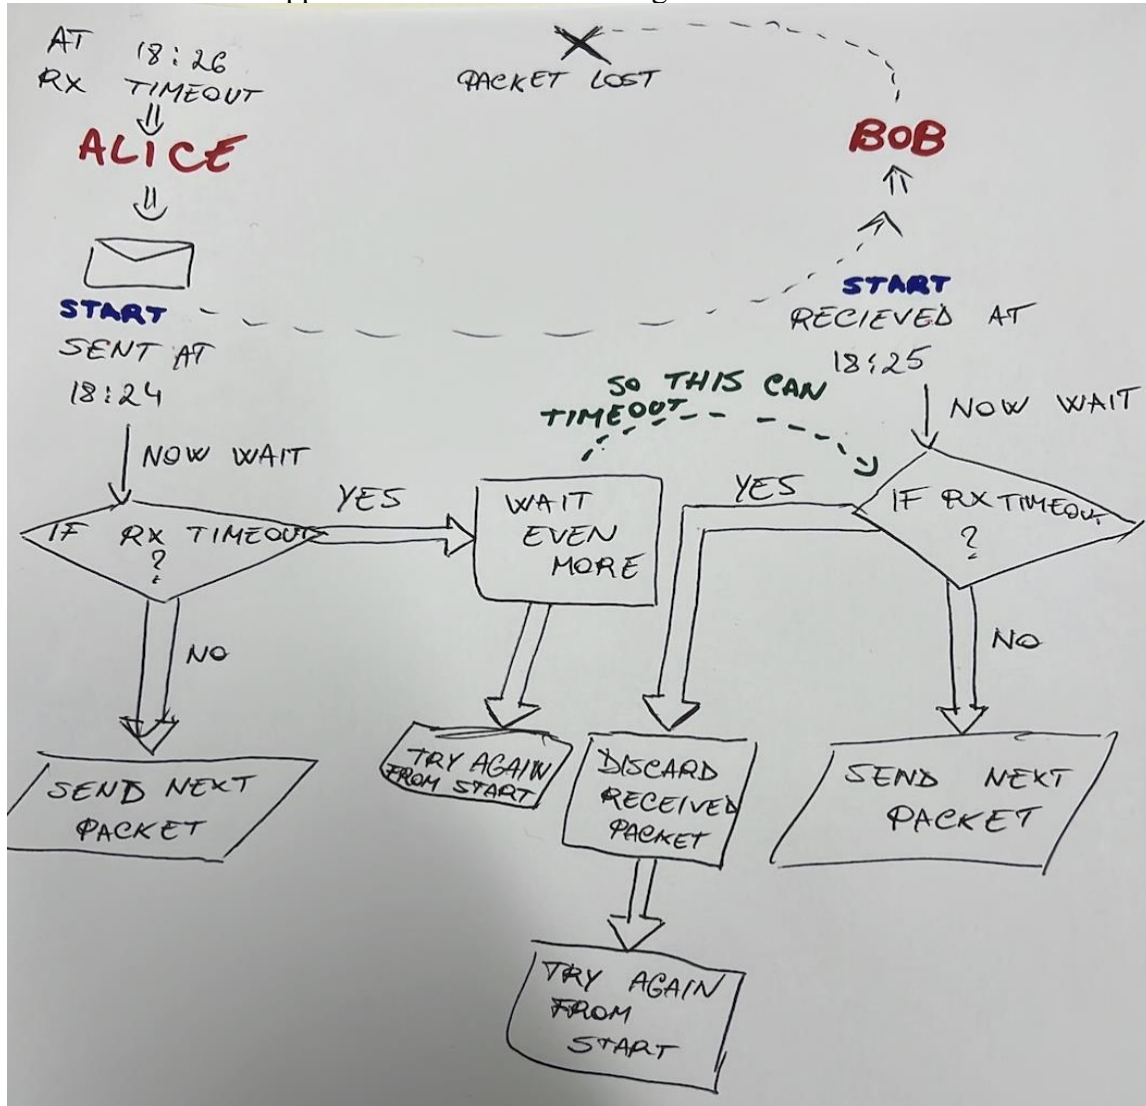 AT 18:26
RX TIMEOUT
ALICE
START
SENT AT
18:24
NOW WAIT
IF RX TIMEOUT
?
YES
NO
SEND NEXT
PACKET
WAIT
EVEN
MORE
TRY AGAIN
FROM START
SO THIS CAN
TIMEOUT
PACKET LOST
BOB
START
RECIEVED AT
18:25
NOW WAIT
IF RX TIMEOUT
?
YES
NO
DISCARD
RECEIVED
PACKET
TRY AGAIN
FROM
START
SEND NEXT
PACKET